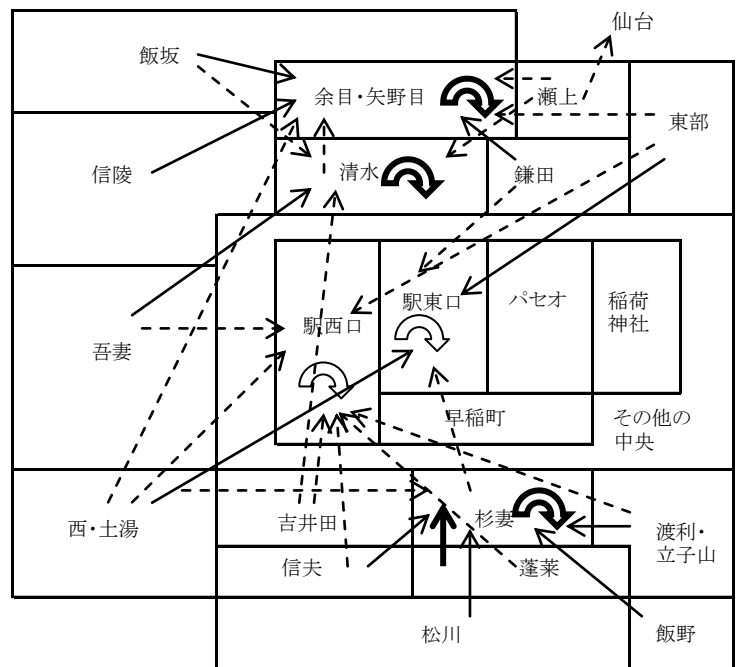 仙台
飯坂
余目・矢野目
瀬上
東部
信陵
清水
鎌田
駅西口
駅東口
パセオ
稲荷
神社
吾妻
早稲町
その他の
中央
西・土湯
吉井田
杉妻
渡利・
立子山
信夫
蓬莱
松川
飯野